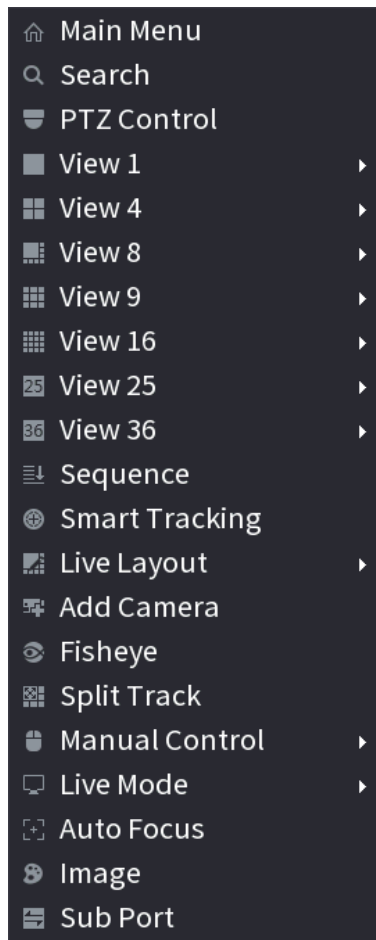 Main Menu
Search
PTZ Control
View 1
View 4
View 8
View 9
View 16
25 View 25
36 View 36
Sequence
Smart Tracking
Live Layout
Add Camera
Fisheye
Split Track
Manual Control
Live Mode
Auto Focus
Image
Sub Port